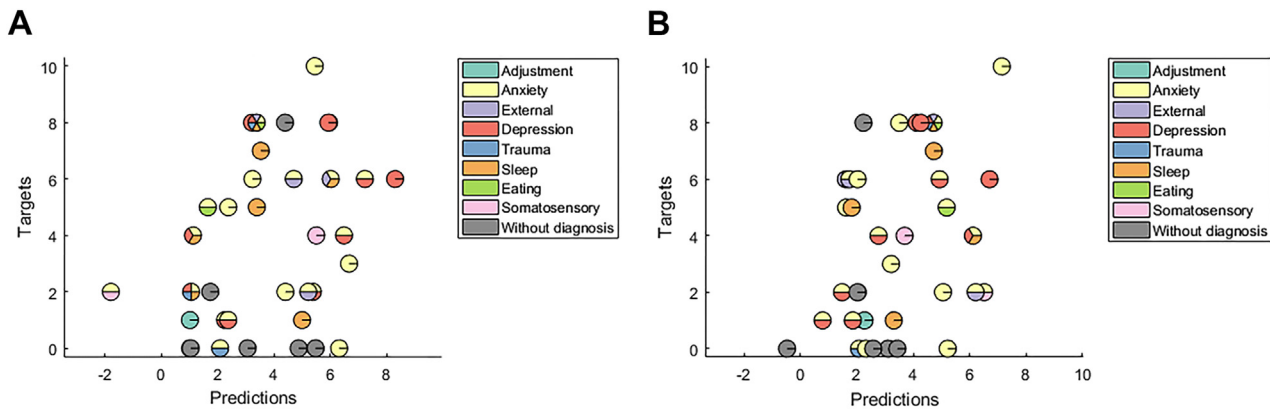 A
Targets
10
8
6
4
2
0
-2 0 2 4 6 8
Predictions
Adjustment
Anxiety
External
Depression
Trauma
Sleep
Eating
Somatosensory
Without diagnosis
B
Targets
10
8
6
4
2
0
-2 0 2 4 6 8 10
Predictions
Adjustment
Anxiety
External
Depression
Trauma
Sleep
Eating
Somatosensory
Without diagnosis